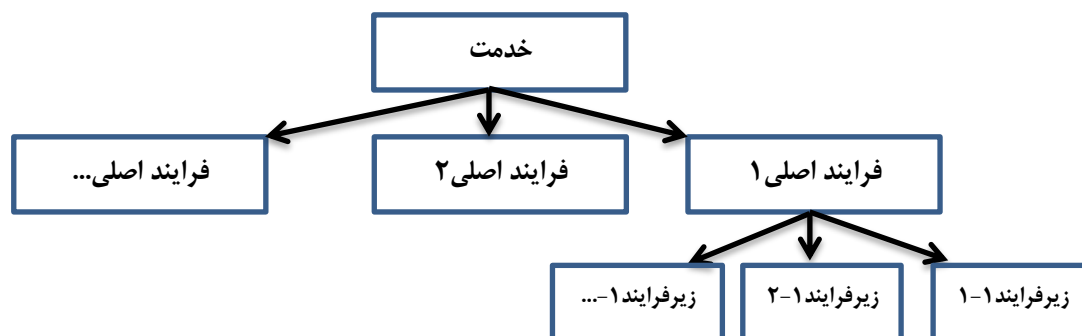 خدمت
فرایند اصلی۱
فرایند اصلی۲
فرایند اصلی...
زیرفرایند۱-۱
زیرفرایند۱-۲
زیرفرایند۱-...